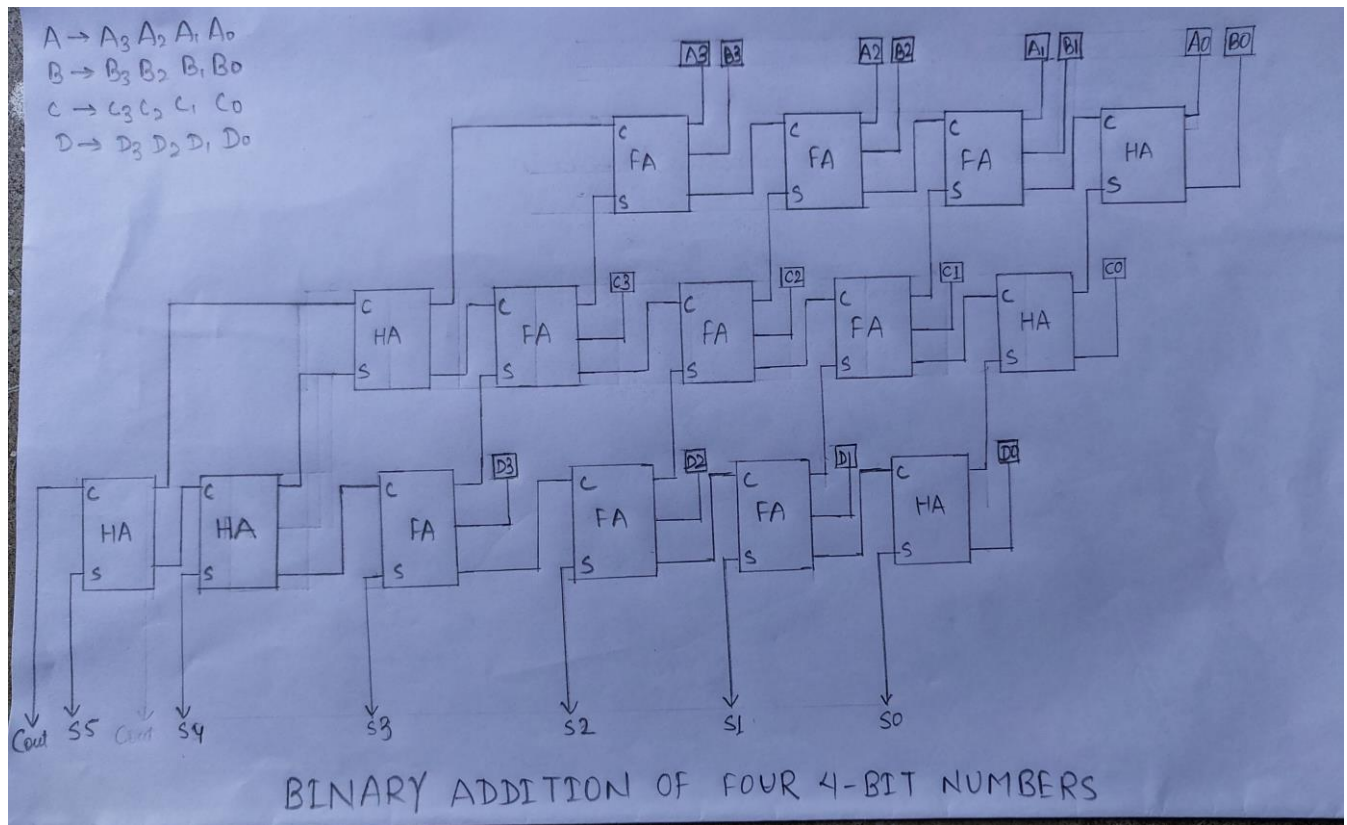 A → A3 A2 A1 A0
B → B3 B2 B1 B0
C → C3 C2 C1 C0
D → D3 D2 D1 D0
A3 B3 A2 B2 A1 B1 A0 B0
C C C C
FA FA FA HA
S S S S
C3 C2 C1 C0
C C C C C
HA FA FA FA HA
S S S S S
D3 D2 D1 D0
C C C C C C
HA HA FA FA FA HA
S S S S S S
Cout S5 Cout S4 S3 S2 S1 S0
BINARY ADDITION OF FOUR 4-BIT NUMBERS